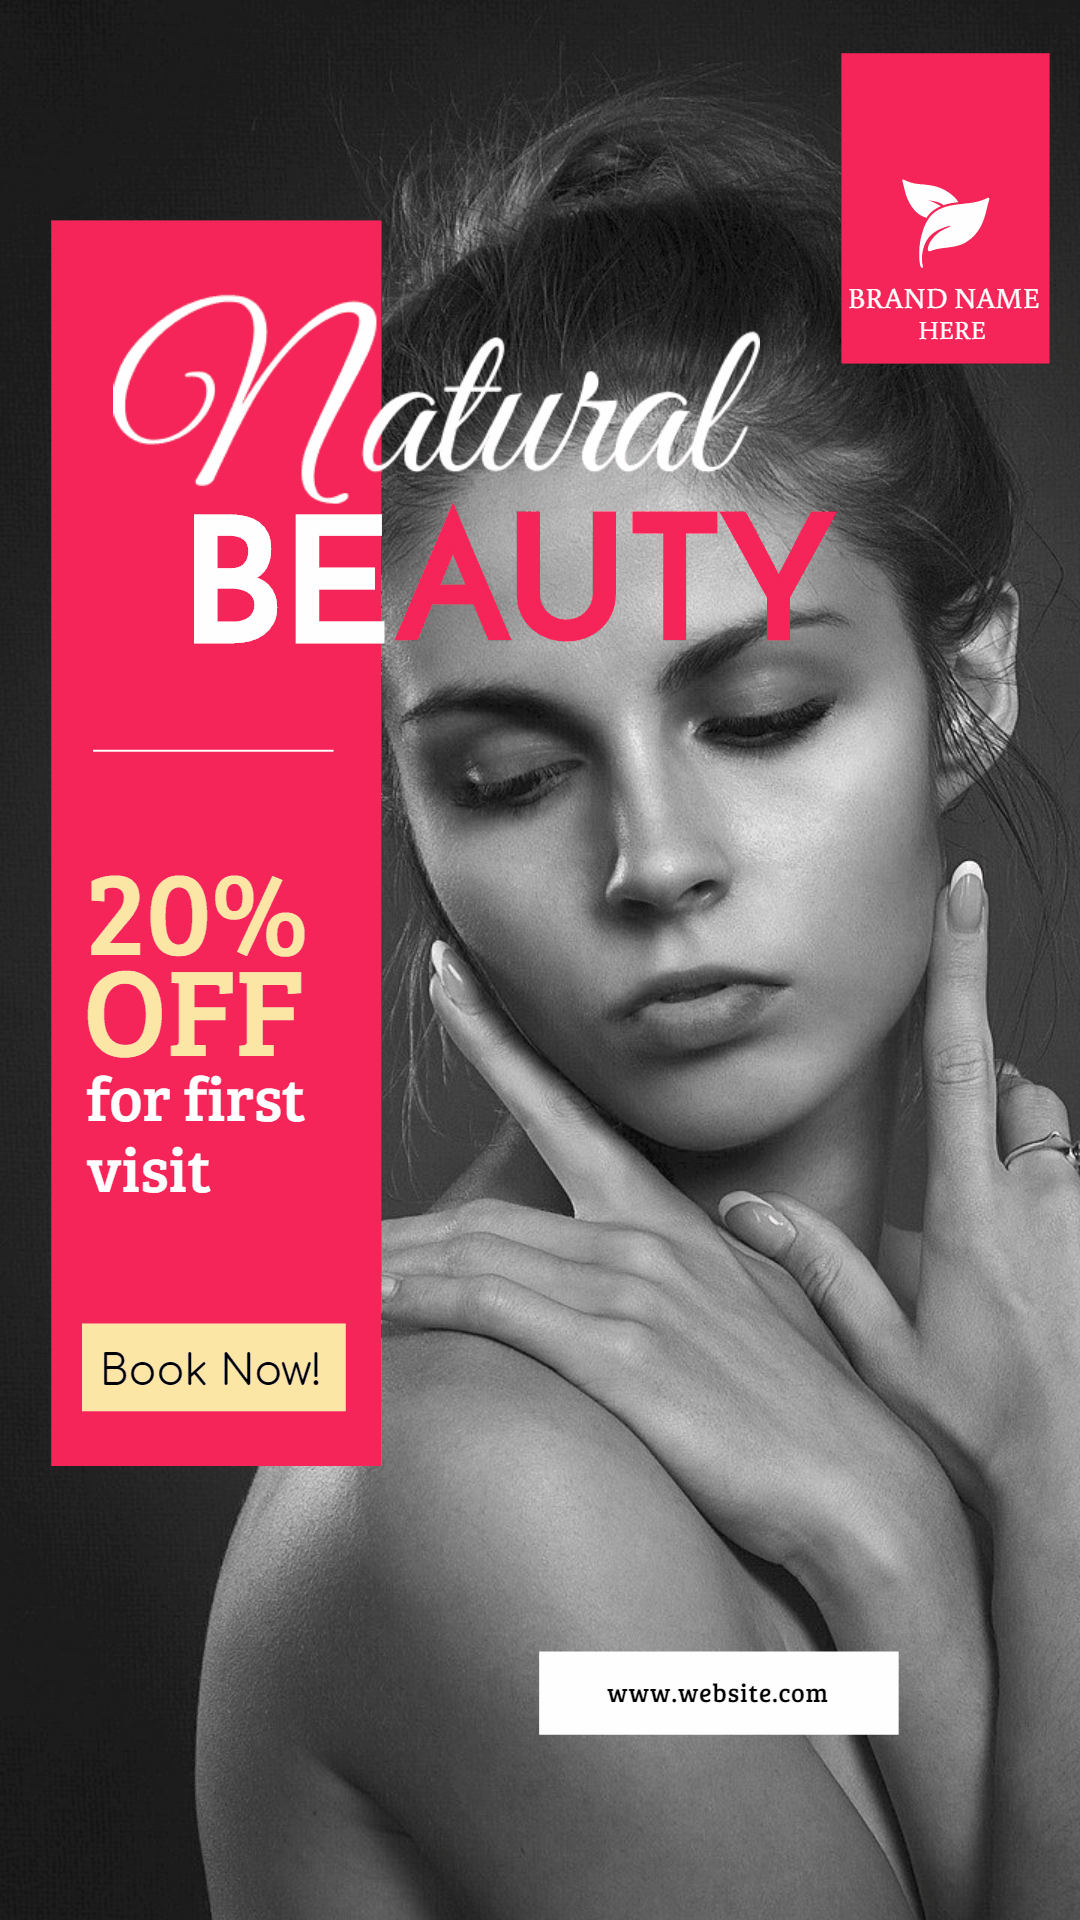 BRAND NAME
HERE
Natural
BEAUTY
20%
OFF
for first
visit
Book Now!
www.website.com